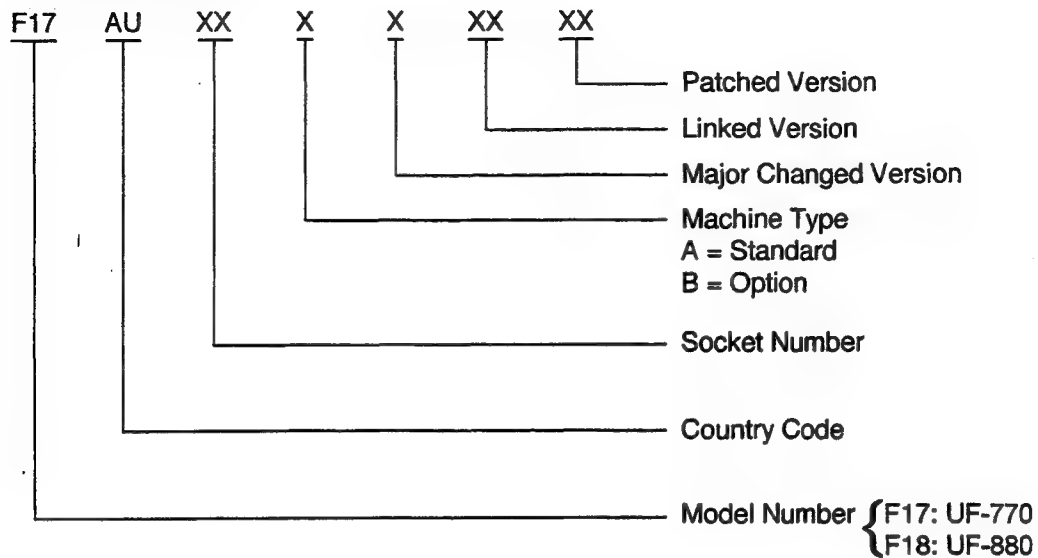 F17 AU XX X X XX XX
Patched Version
Linked Version
Major Changed Version
Machine Type
A = Standard
B = Option
Socket Number
Country Code
Model Number { F17: UF-770
F18: UF-880